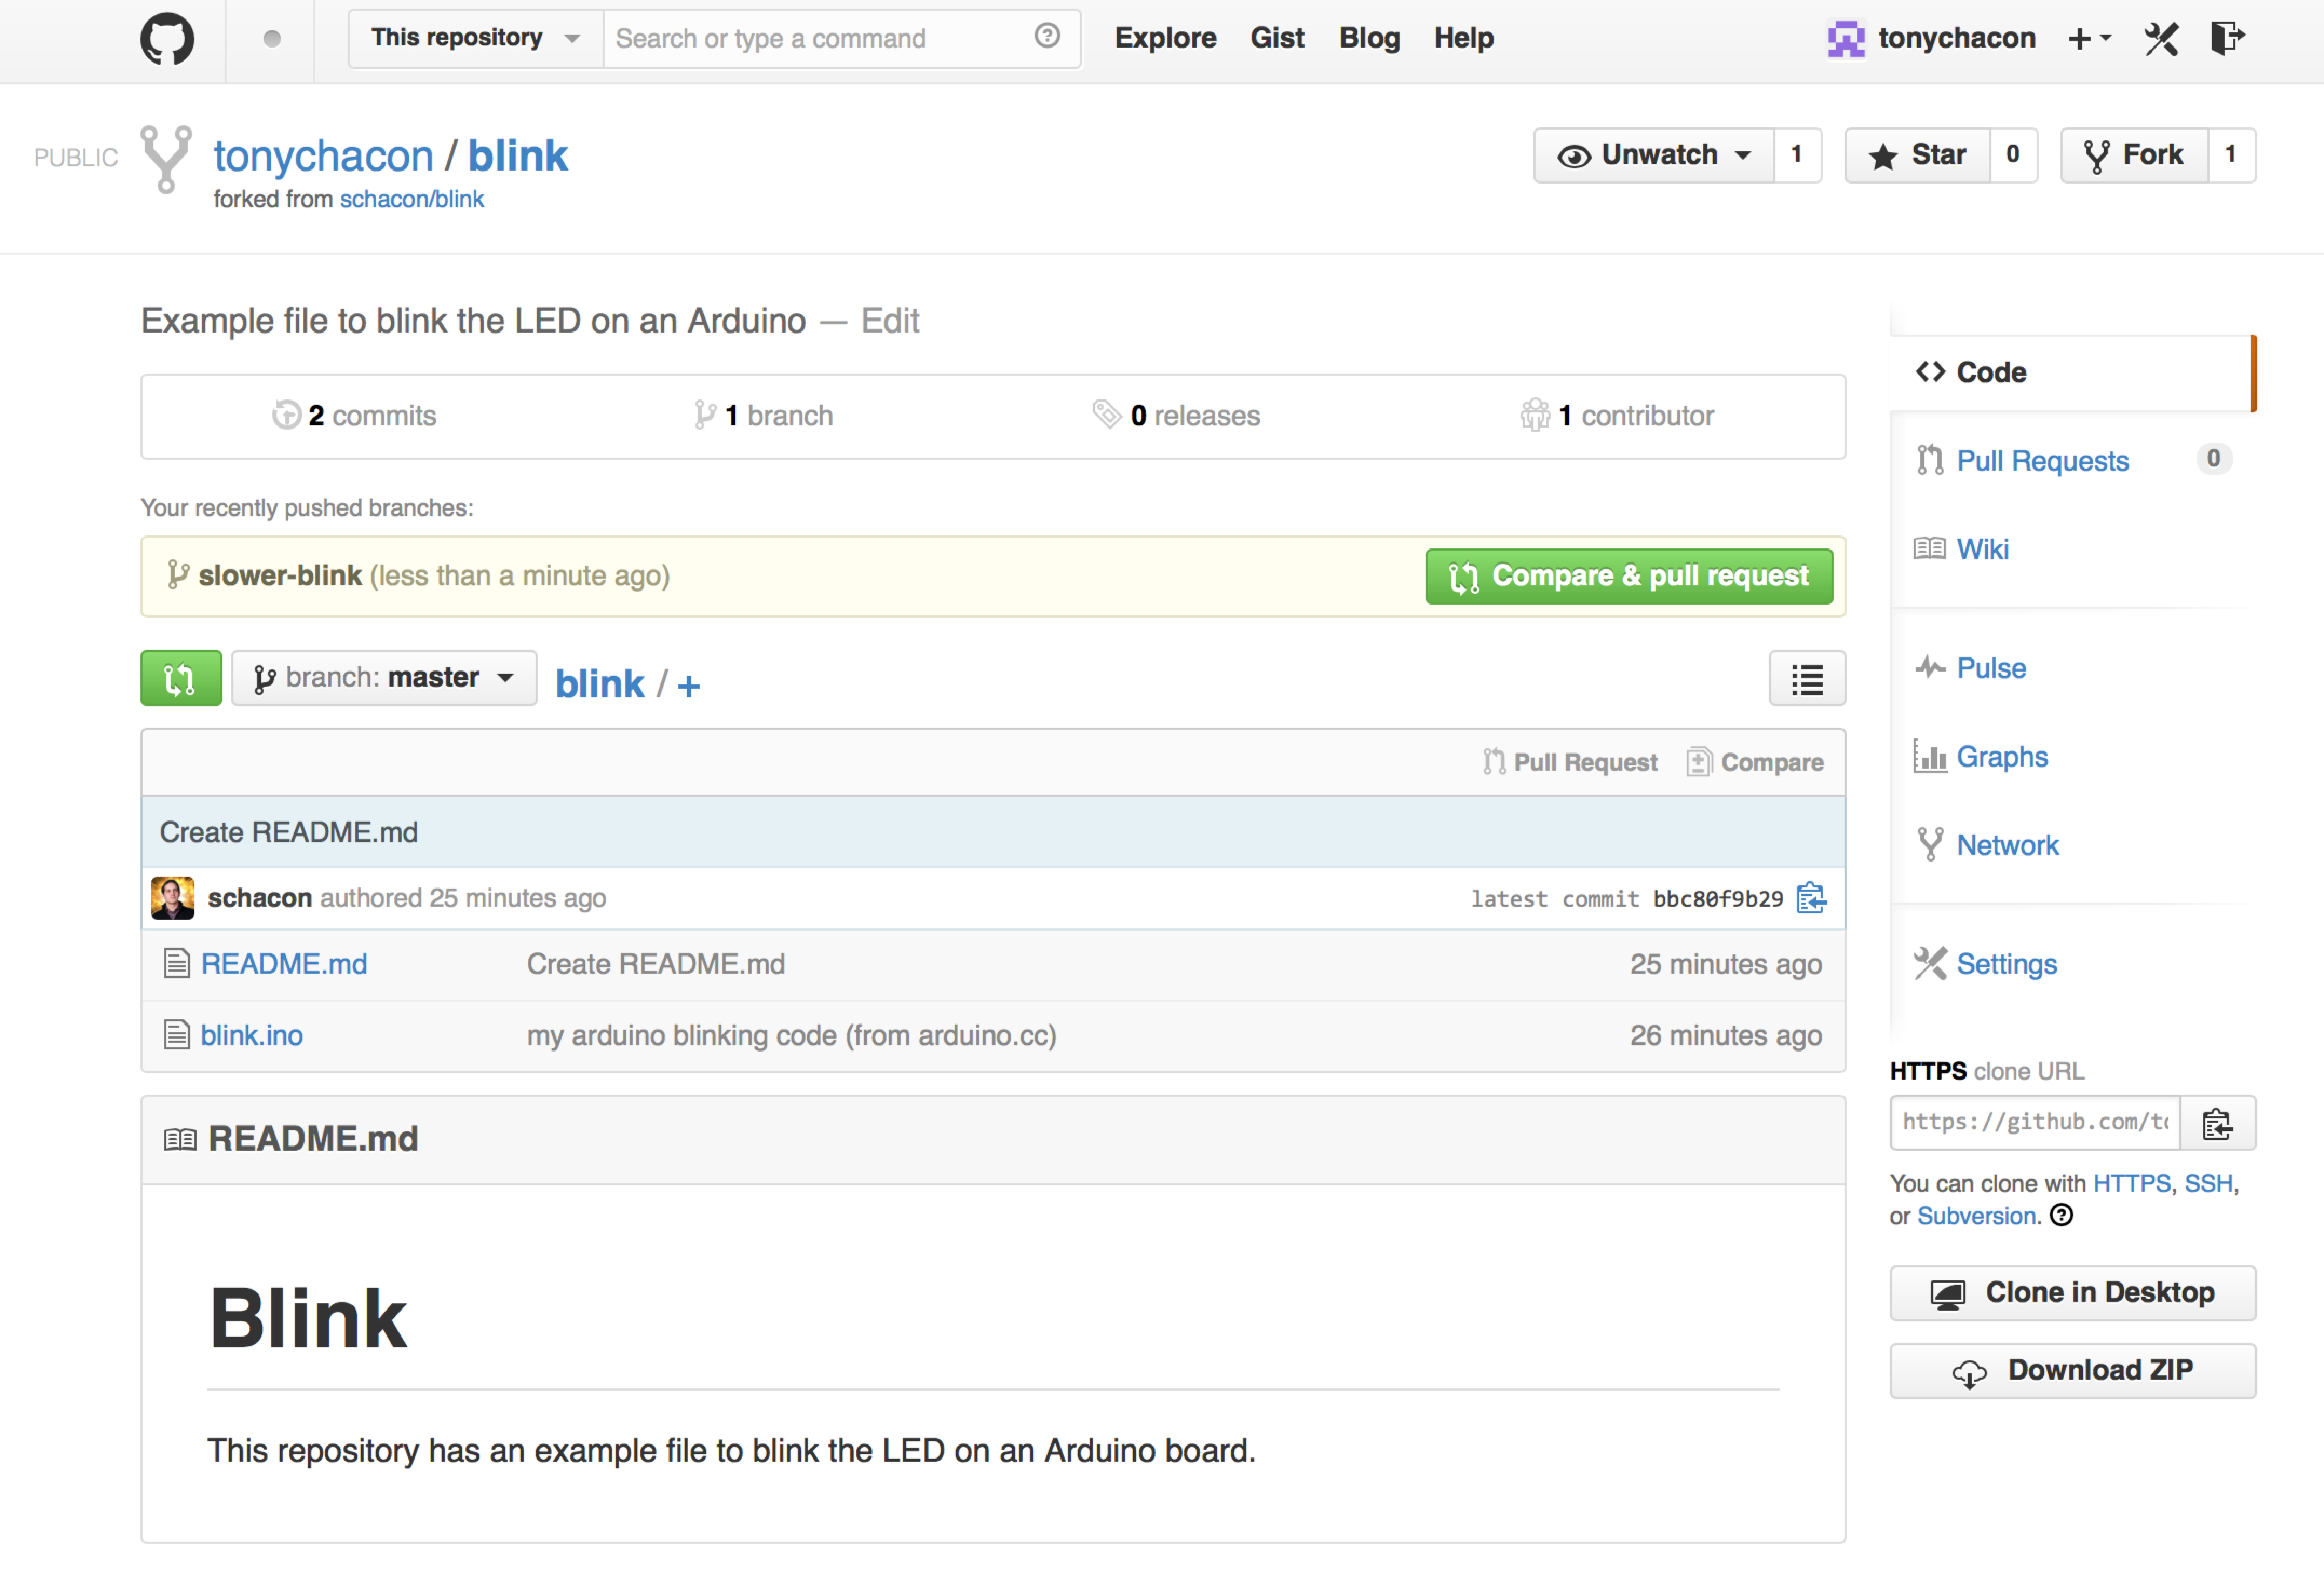 This repository Search or type a command Explore Gist Blog Help tonychacon
PUBLIC tonychacon / blink Unwatch 1 Star 0 Fork 1
forked from schacon/blink
Example file to blink the LED on an Arduino — Edit
2 commits 1 branch 0 releases 1 contributor
Your recently pushed branches:
slower-blink (less than a minute ago) Compare & pull request
branch: master blink / +
Pull Request Compare
Create README.md
schacon authored 25 minutes ago latest commit bbc80f9b29
README.md Create README.md 25 minutes ago
blink.ino my arduino blinking code (from arduino.cc) 26 minutes ago
README.md
Blink
This repository has an example file to blink the LED on an Arduino board.
Code
Pull Requests 0
Wiki
Pulse
Graphs
Network
Settings
HTTPS clone URL
https://github.com/to
You can clone with HTTPS, SSH,
or Subversion.
Clone in Desktop
Download ZIP